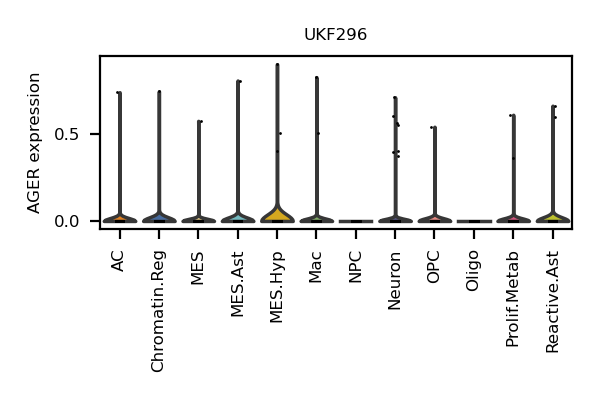 UKF296
AGER expression
0.5
0.0
AC
Chromatin.Reg
MES
MES.Ast
MES.Hyp
Mac
NPC
Neuron
OPC
Oligo
Prolif.Metab
Reactive.Ast